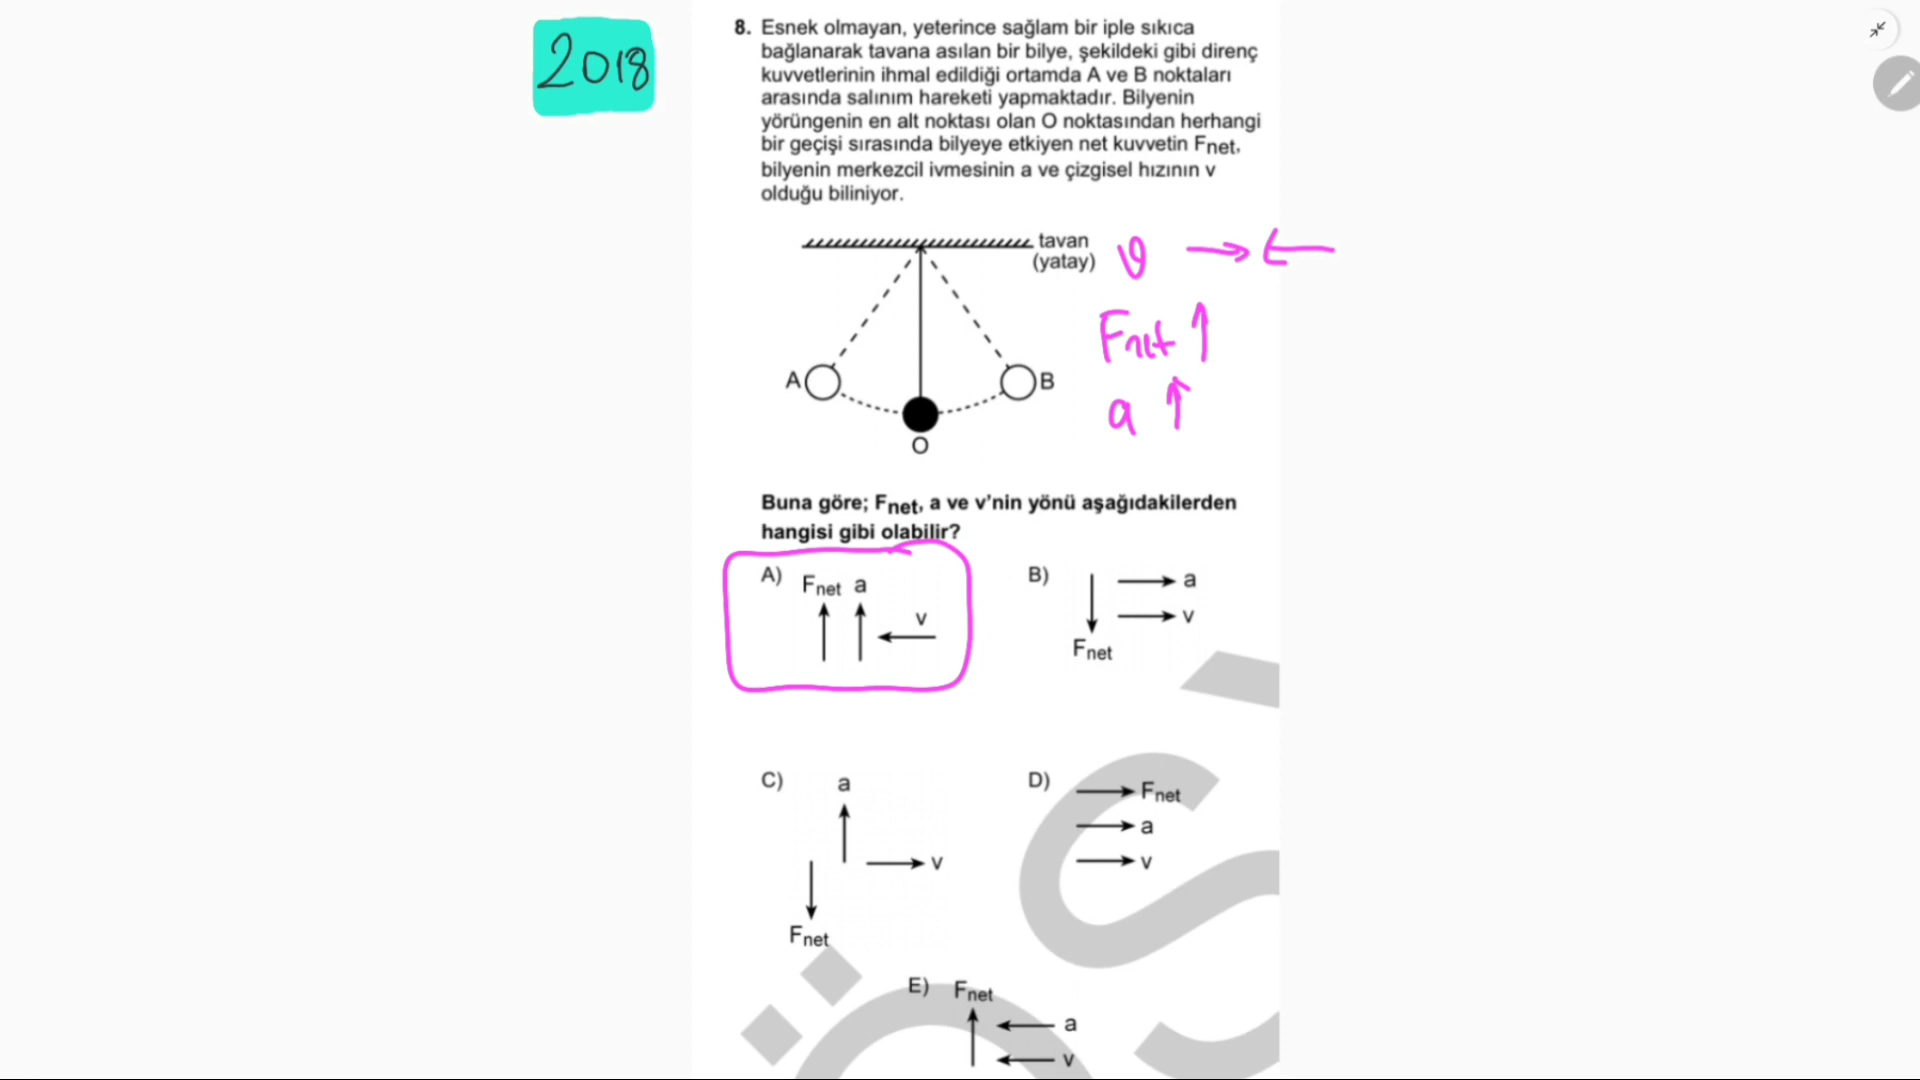 2018
8. Esnek olmayan, yeterince sağlam bir iple sıkıca
bağlanarak tavana asılan bir bilye, şekildeki gibi direnç
kuvvetlerinin ihmal edildiği ortamda A ve B noktaları
arasında salınım hareketi yapmaktadır. Bilyenin
yörüngenin en alt noktası olan O noktasından herhangi
bir geçişi sırasında bilyeye etkiyen net kuvvetin Fnet,
bilyenin merkezcil ivmesinin a ve çizgisel hızının v
olduğu biliniyor.
tavan
(yatay)
ϑ → ←
Fnet ↑
a ↑
A
B
O
Buna göre; Fnet, a ve v'nin yönü aşağıdakilerden
hangisi gibi olabilir?
A) Fnet a
v
B)
a
v
Fnet
C) a
v
Fnet
D)
Fnet
a
v
E) Fnet
a
v